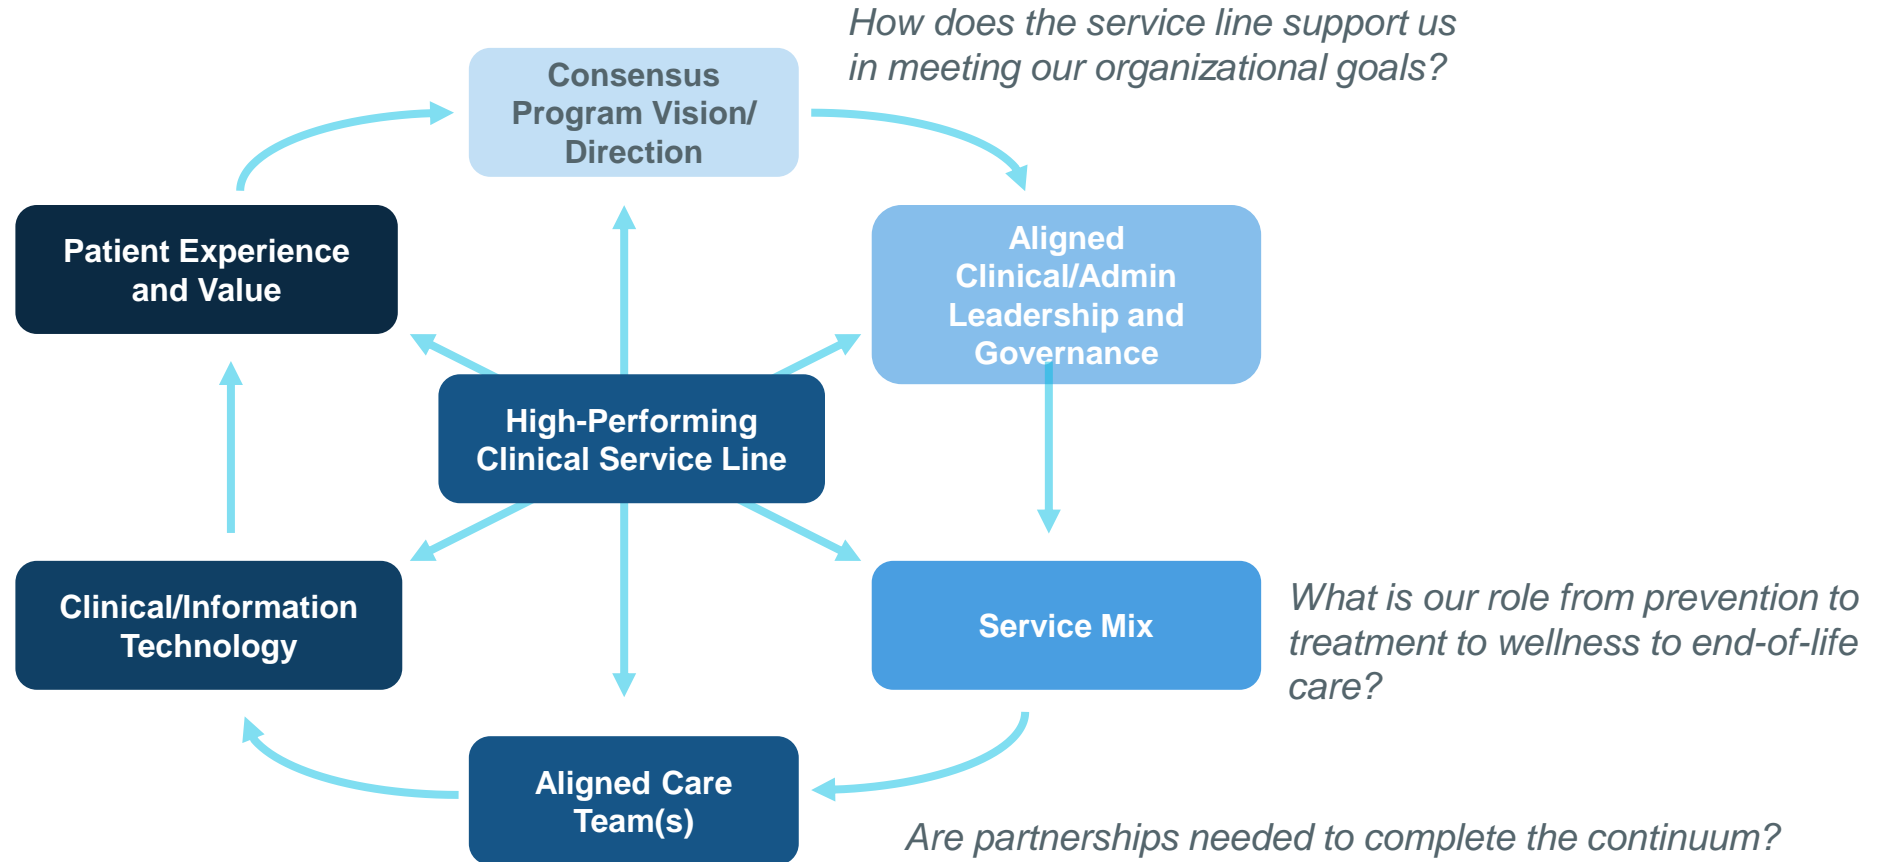 How does the service line support us
in meeting our organizational goals?
Consensus
Program Vision/
Direction
Patient Experience
and Value
Aligned
Clinical/Admin
Leadership and
Governance
High-Performing
Clinical Service Line
Clinical/Information
Technology
Service Mix
What is our role from prevention to
treatment to wellness to end-of-life
care?
Aligned Care
Team(s)
Are partnerships needed to complete the continuum?